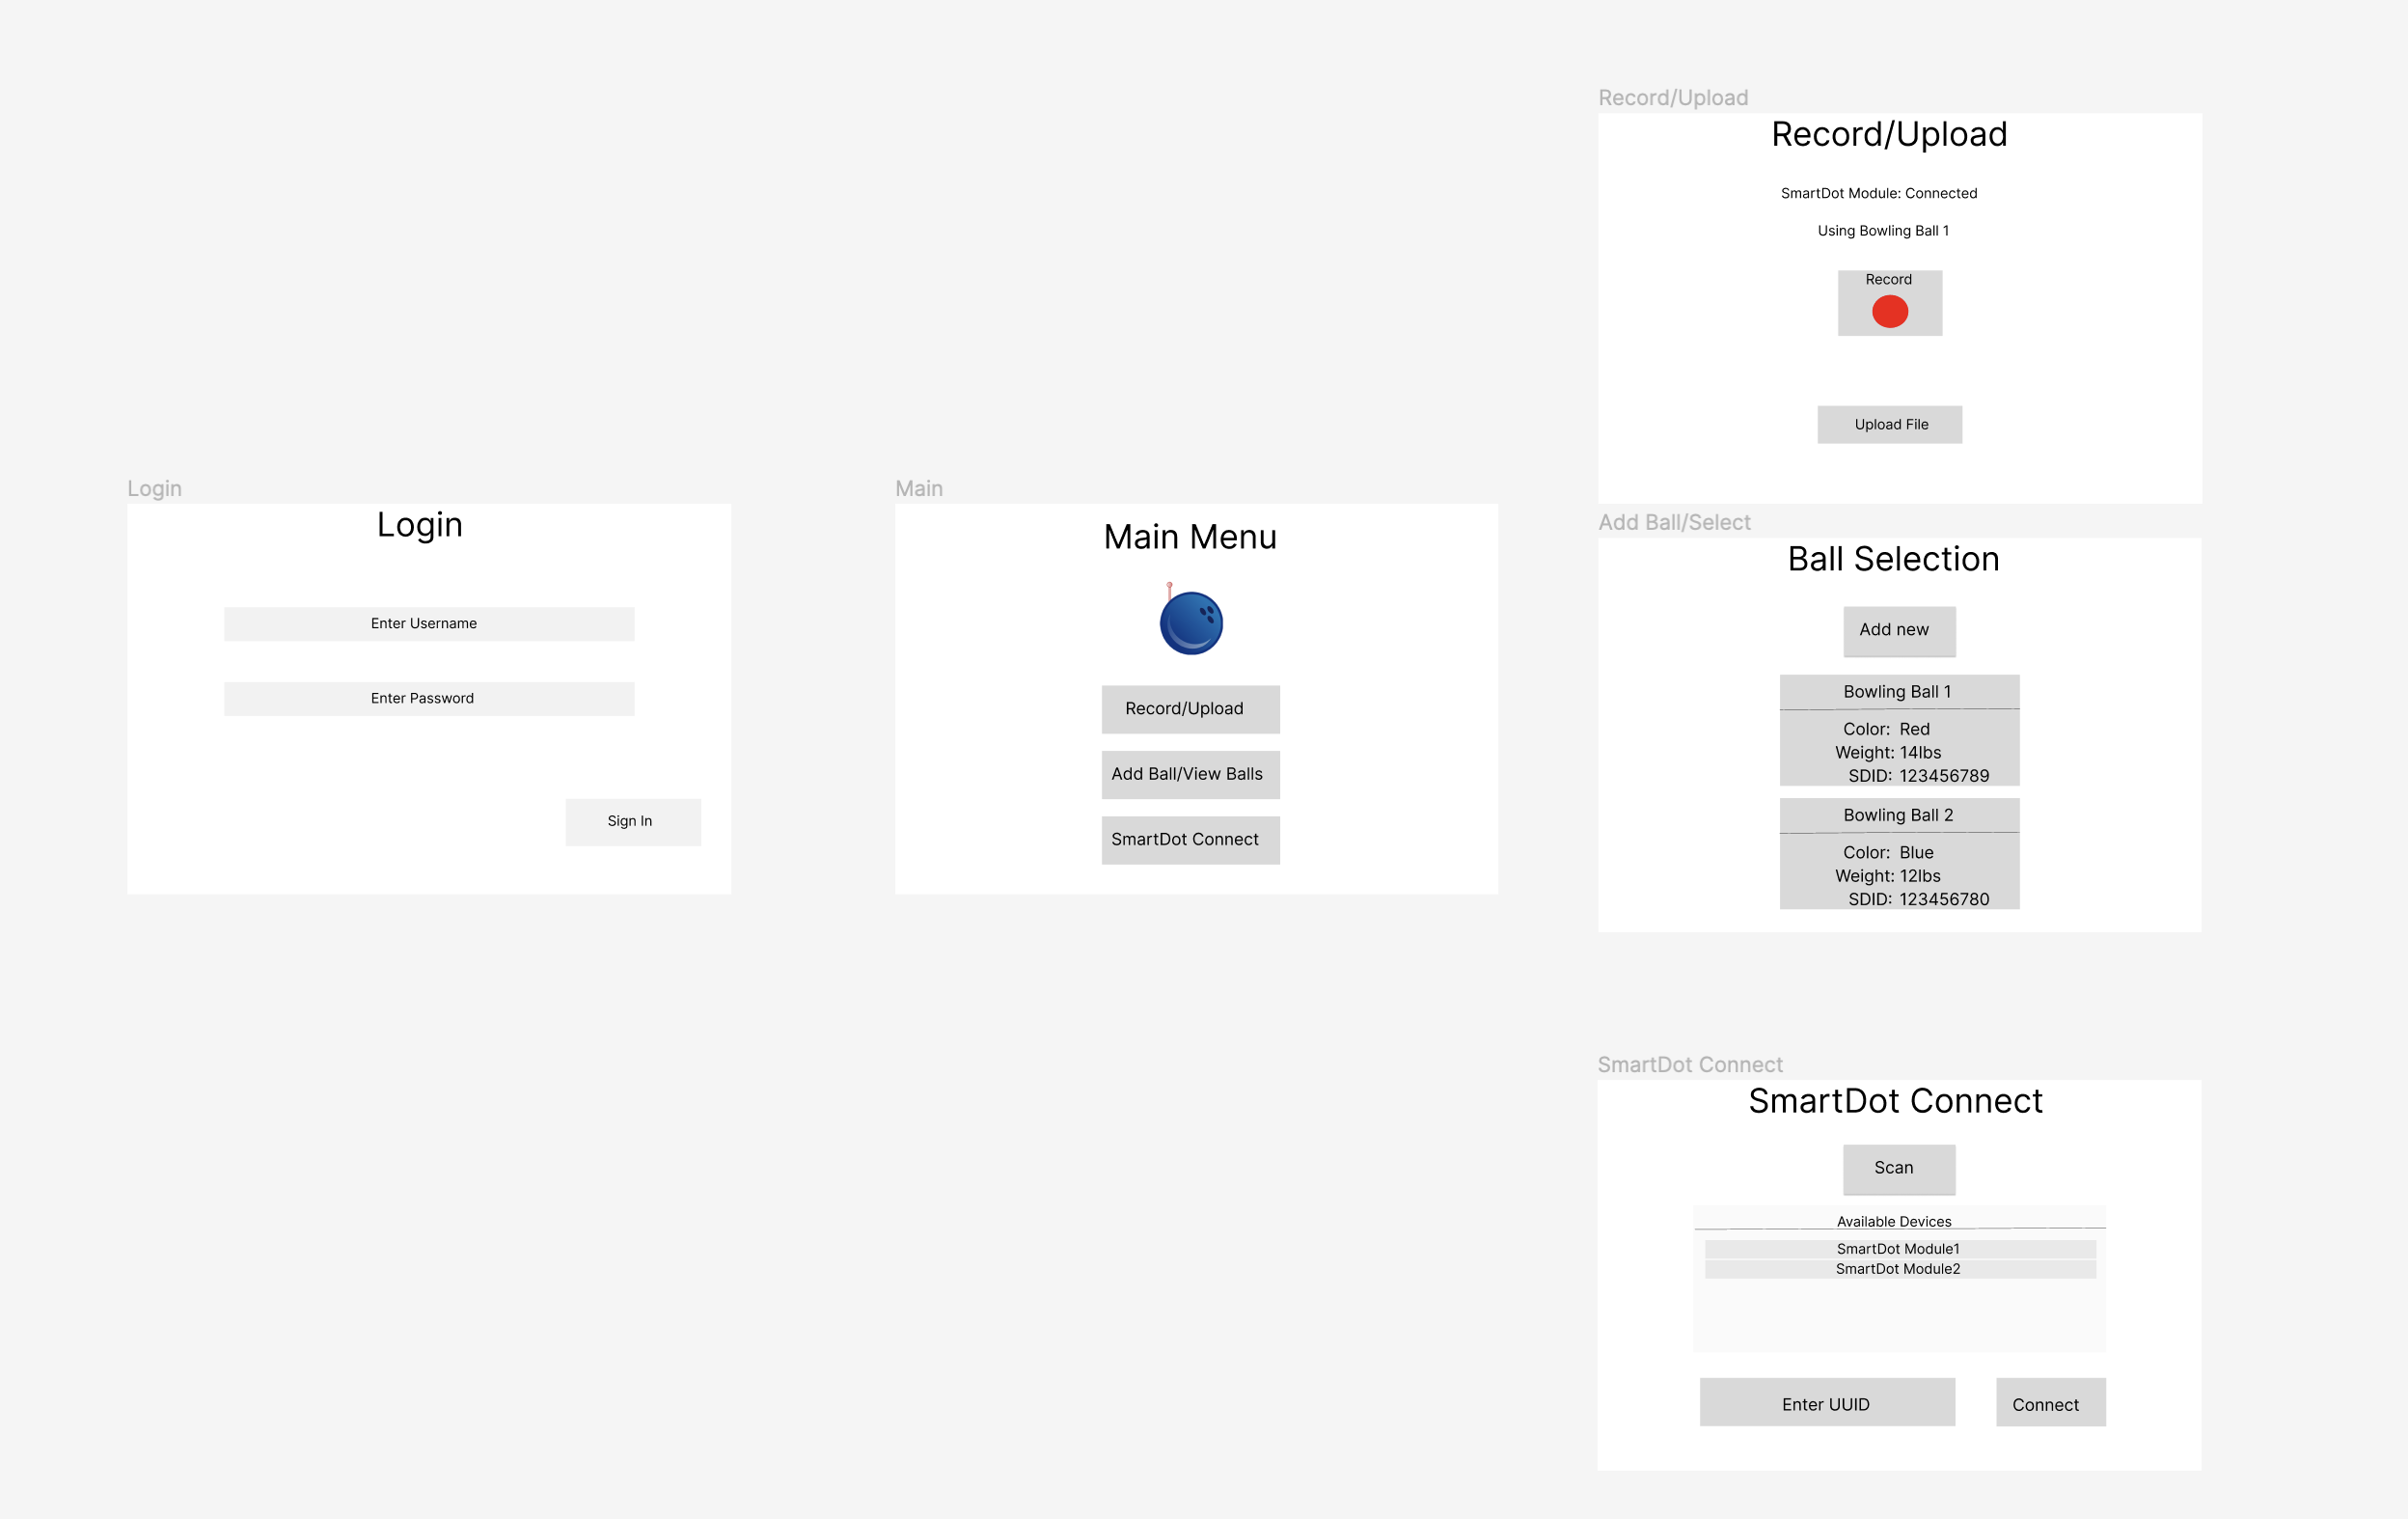 Login
Login
Enter Username
Enter Password
Sign In
Main
Main Menu
Record/Upload
Add Ball/View Balls
SmartDot Connect
Record/Upload
Record/Upload
SmartDot Module: Connected
Using Bowling Ball 1
Record
Upload File
Add Ball/Select
Ball Selection
Add new
Bowling Ball 1
Color: Red
Weight: 14lbs
SDID: 123456789
Bowling Ball 2
Color: Blue
Weight: 12lbs
SDID: 123456780
SmartDot Connect
SmartDot Connect
Scan
Available Devices
SmartDot Module1
SmartDot Module2
Enter UUID
Connect